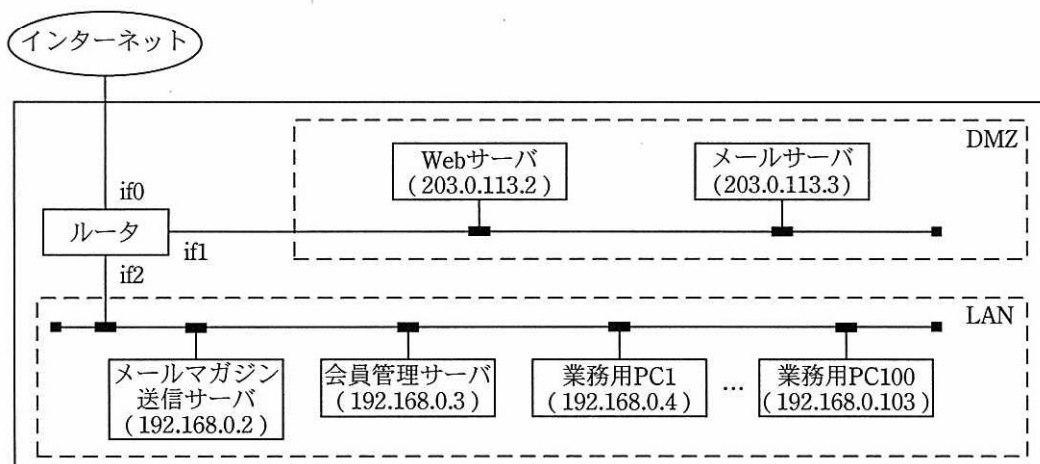 インターネット
DMZ
Webサーバ
(203.0.113.2)
メールサーバ
(203.0.113.3)
if0
ルータ
if1
if2
LAN
メールマガジン
送信サーバ
(192.168.0.2)
会員管理サーバ
(192.168.0.3)
業務用PC1
(192.168.0.4)
…
業務用PC100
(192.168.0.103)